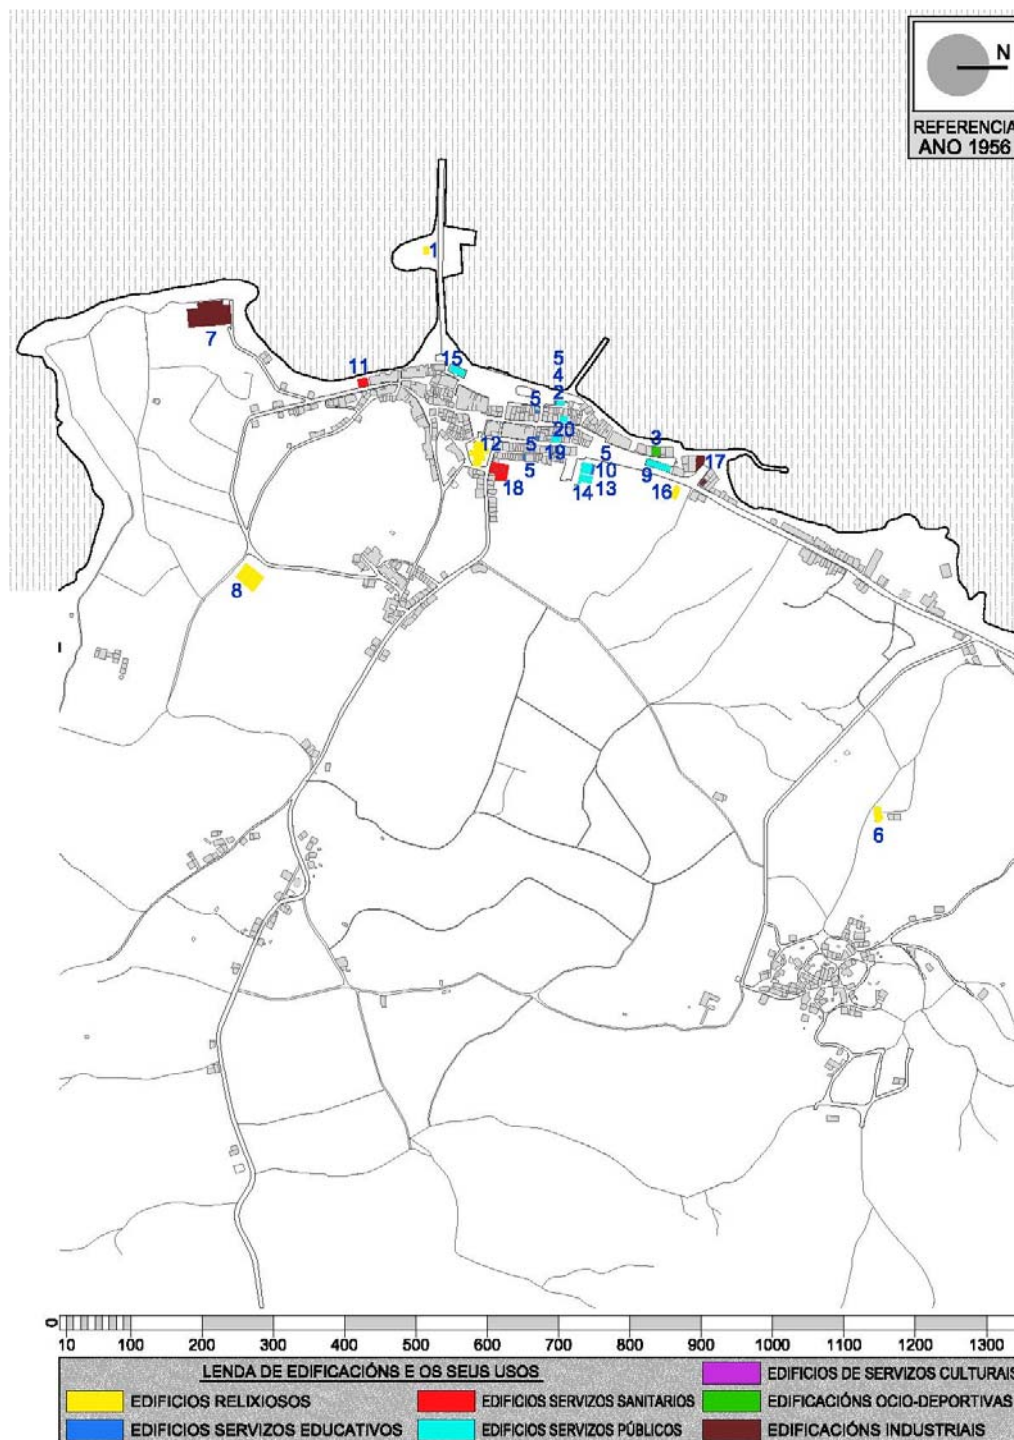 N
REFERENCIA
ANO 1956
1
7
11
15
5
4
2
5
20
3
12
5
19
5
5
17
18
10
9
14
13
16
8
6
0
10 100 200 300 400 500 600 700 800 900 1000 1100 1200 1300
LENDA DE EDIFICACIÓNS E OS SEUS USOS
EDIFICIOS DE SERVIZOS CULTURAIS
EDIFICIOS RELIXIOSOS
EDIFICIOS SERVIZOS SANITARIOS
EDIFICACIÓNS OCIO-DEPORTIVAS
EDIFICIOS SERVIZOS EDUCATIVOS
EDIFICIOS SERVIZOS PÚBLICOS
EDIFICACIÓNS INDUSTRIAIS